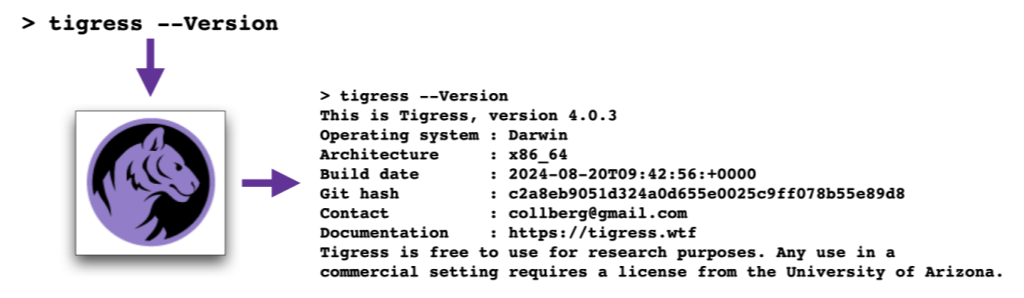 > tigress --Version
> tigress --Version
This is Tigress, version 4.0.3
Operating system : Darwin
Architecture     : x86_64
Build date       : 2024-08-20T09:42:56:+0000
Git hash         : c2a8eb9051d324a0d655e0025c9ff078b55e89d8
Contact          : collberg@gmail.com
Documentation    : https://tigress.wtf
Tigress is free to use for research purposes. Any use in a
commercial setting requires a license from the University of Arizona.